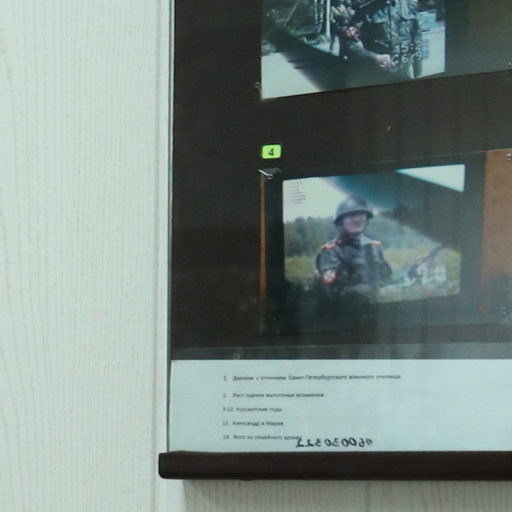 4
1. Диплом с отличием Санкт-Петербургского военного училища
2. Лист оценок выпускных экзаменов
3-12. Курсантские годы
13. Александр и Мария
14. Фото из семейного архива